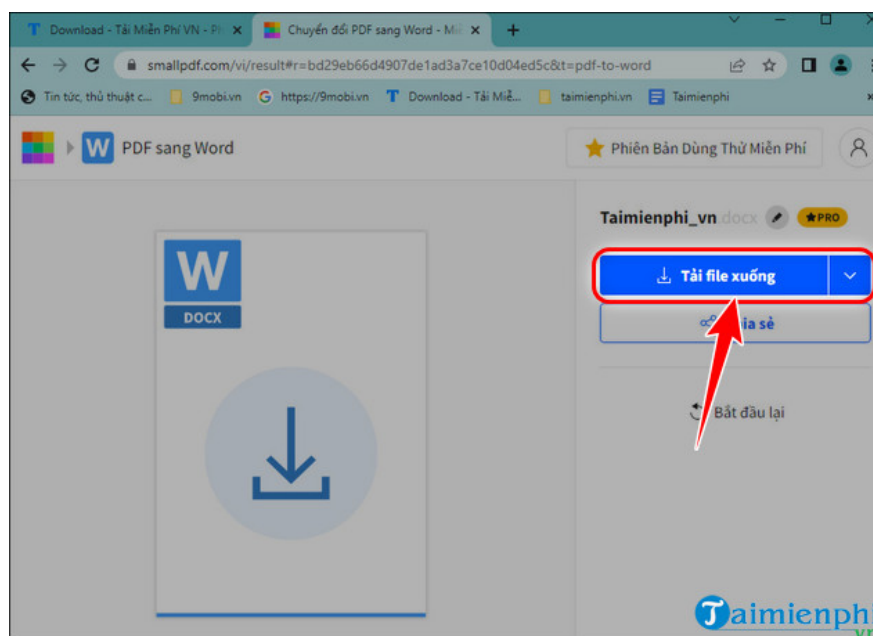 Download - Tải Miễn Phí VN - Ph
Chuyển đổi PDF sang Word - Miễ
smallpdf.com/vi/result#r=bd29eb66d4907de1ad3a7ce10d04ed5c&t=pdf-to-word
Tin tức, thủ thuật c... 9mobi.vn https://9mobi.vn Download - Tải Miễ... taimienphi.vn Taimienphi
PDF sang Word
Phiên Bản Dùng Thử Miễn Phí
Taimienphi_vn.docx PRO
W
DOCX
Tải file xuống
ia sẻ
Bắt đầu lại
Taimienphi
.vn